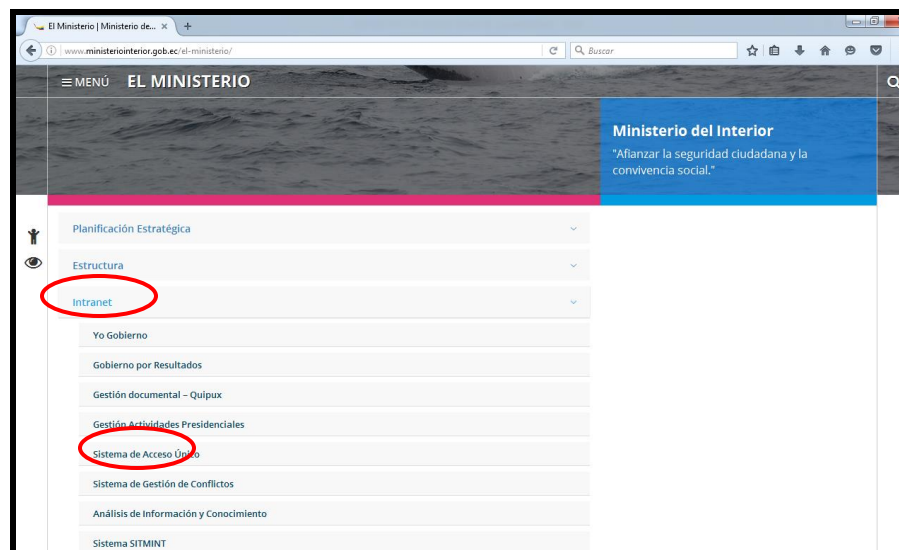 El Ministerio | Ministerio de...
www.ministeriointerior.gob.ec/el-ministerio/
Buscar
MENÚ EL MINISTERIO
Ministerio del Interior
"Afianzar la seguridad ciudadana y la
convivencia social."
Planificación Estratégica
Estructura
Intranet
Yo Gobierno
Gobierno por Resultados
Gestión documental – Quipux
Gestión Actividades Presidenciales
Sistema de Acceso Único
Sistema de Gestión de Conflictos
Análisis de Información y Conocimiento
Sistema SITMINT